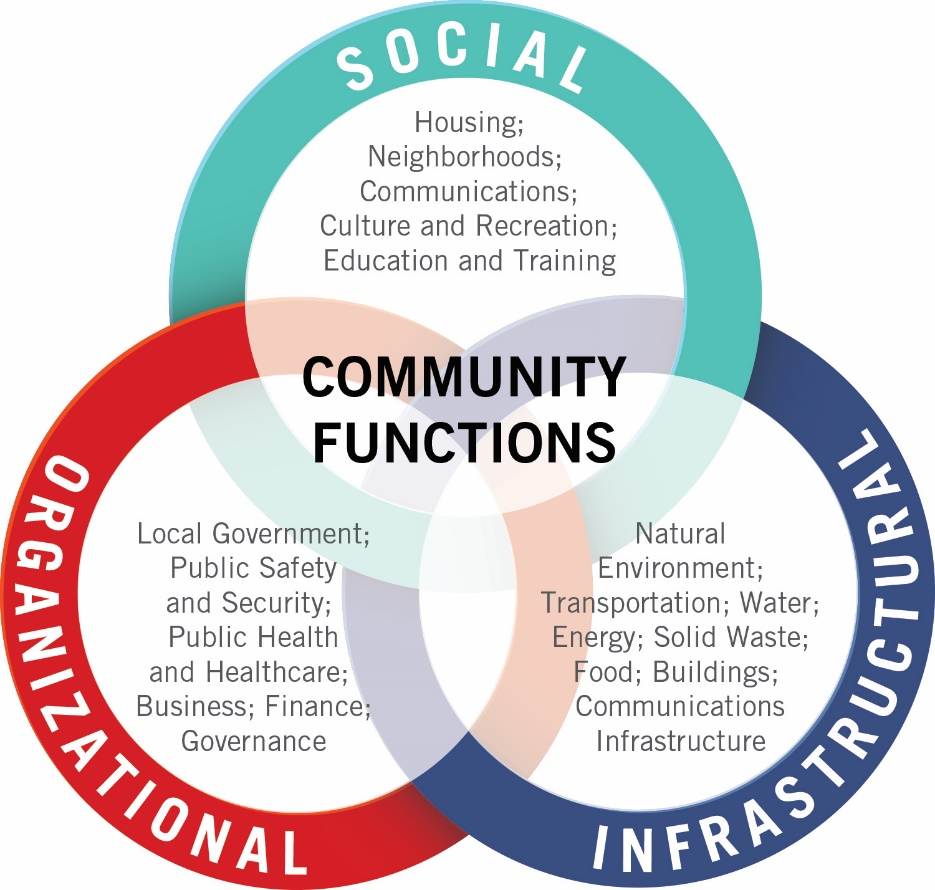 SOCIAL
Housing;
Neighborhoods;
Communications;
Culture and Recreation;
Education and Training
COMMUNITY
FUNCTIONS
ORGANIZATIONAL
Local Government;
Public Safety
and Security;
Public Health
and Healthcare;
Business; Finance;
Governance
INFRASTRUCTURAL
Natural
Environment;
Transportation; Water;
Energy; Solid Waste;
Food; Buildings;
Communications
Infrastructure